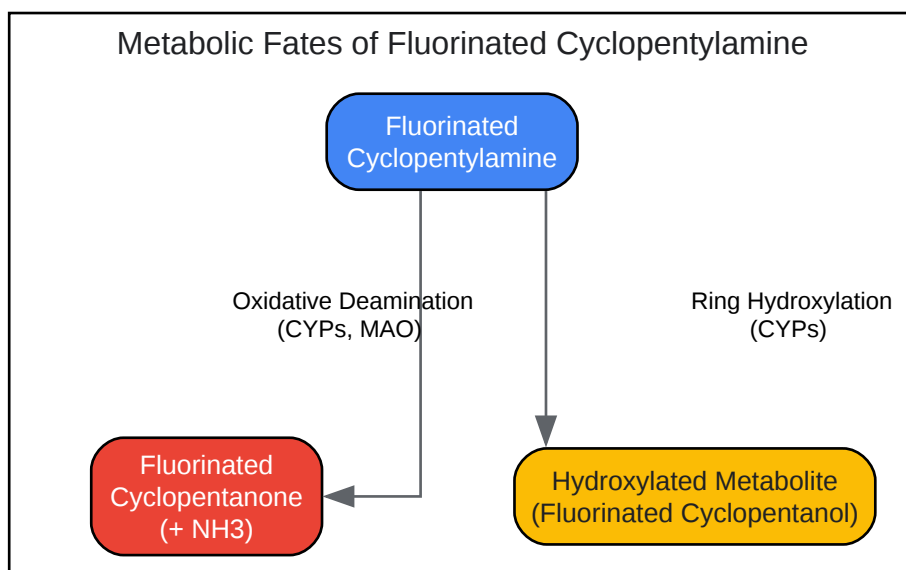 Metabolic Fates of Fluorinated Cyclopentylamine
Fluorinated
Cyclopentylamine
Oxidative Deamination
(CYPs, MAO)
Ring Hydroxylation
(CYPs)
Fluorinated
Cyclopentanone
(+ NH3)
Hydroxylated Metabolite
(Fluorinated Cyclopentanol)